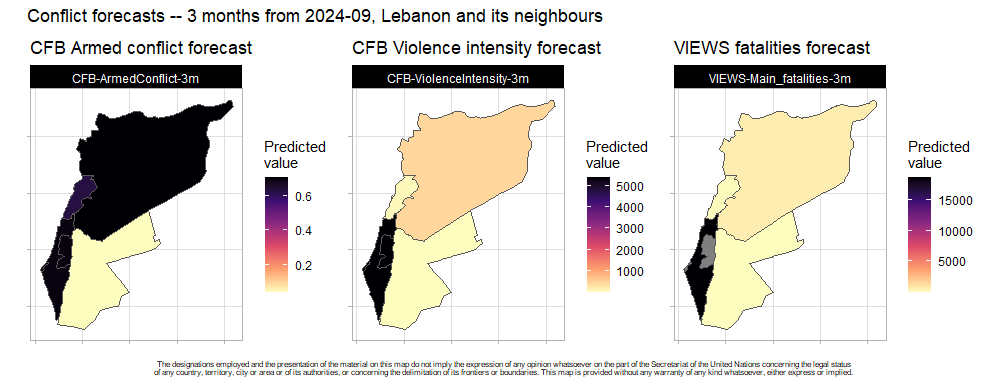 Conflict forecasts -- 3 months from 2024-09, Lebanon and its neighbours
CFB Armed conflict forecast
CFB-ArmedConflict-3m
Predicted
value
0.6
0.4
0.2
CFB Violence intensity forecast
CFB-ViolenceIntensity-3m
Predicted
value
5000
4000
3000
2000
1000
VIEWS fatalities forecast
VIEWS-Main_fatalities-3m
Predicted
value
15000
10000
5000
The designations employed and the presentation of the material on this map do not imply the expression of any opinion whatsoever on the part of the Secretariat of the United Nations concerning the legal status
of any country, territory, city or area or of its authorities, or concerning the delimitation of its frontiers or boundaries. This map is provided without any warranty of any kind whatsoever, either express or implied.